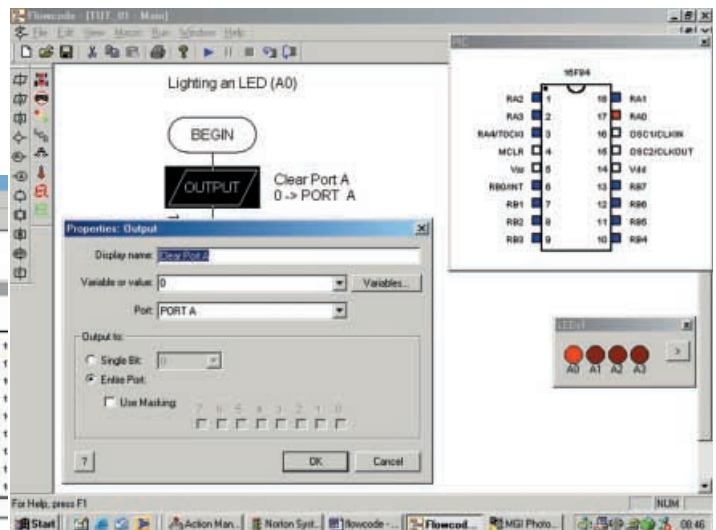 Flowcode - [TUT_01 - Main]
File Edit View Macro Run Window Help
Lighting an LED (A0)
BEGIN
OUTPUT
Clear Port A
0 -> PORT A
PIC
16F84
RA2 1 18 RA1
RA3 2 17 RA0
RA4/TOCKI 3 16 OSC1/CLKIN
MCLR 4 15 OSC2/CLKOUT
Vss 5 14 Vdd
RB0/INT 6 13 RB7
RB1 7 12 RB6
RB2 8 11 RB5
RB3 9 10 RB4
Properties: Output
Display name: Clear Port A
Variable or value: 0 Variables...
Port: PORT A
Output to:
Single Bit: 0
Entire Port:
Use Masking: 7 6 5 4 3 2 1 0
? OK Cancel
>
A0 A1 A2 A3
For Help, press F1 NUM
Start Action Man... Norton Syst... flowcode - ... Flowcod... MGI Photo... 08:46